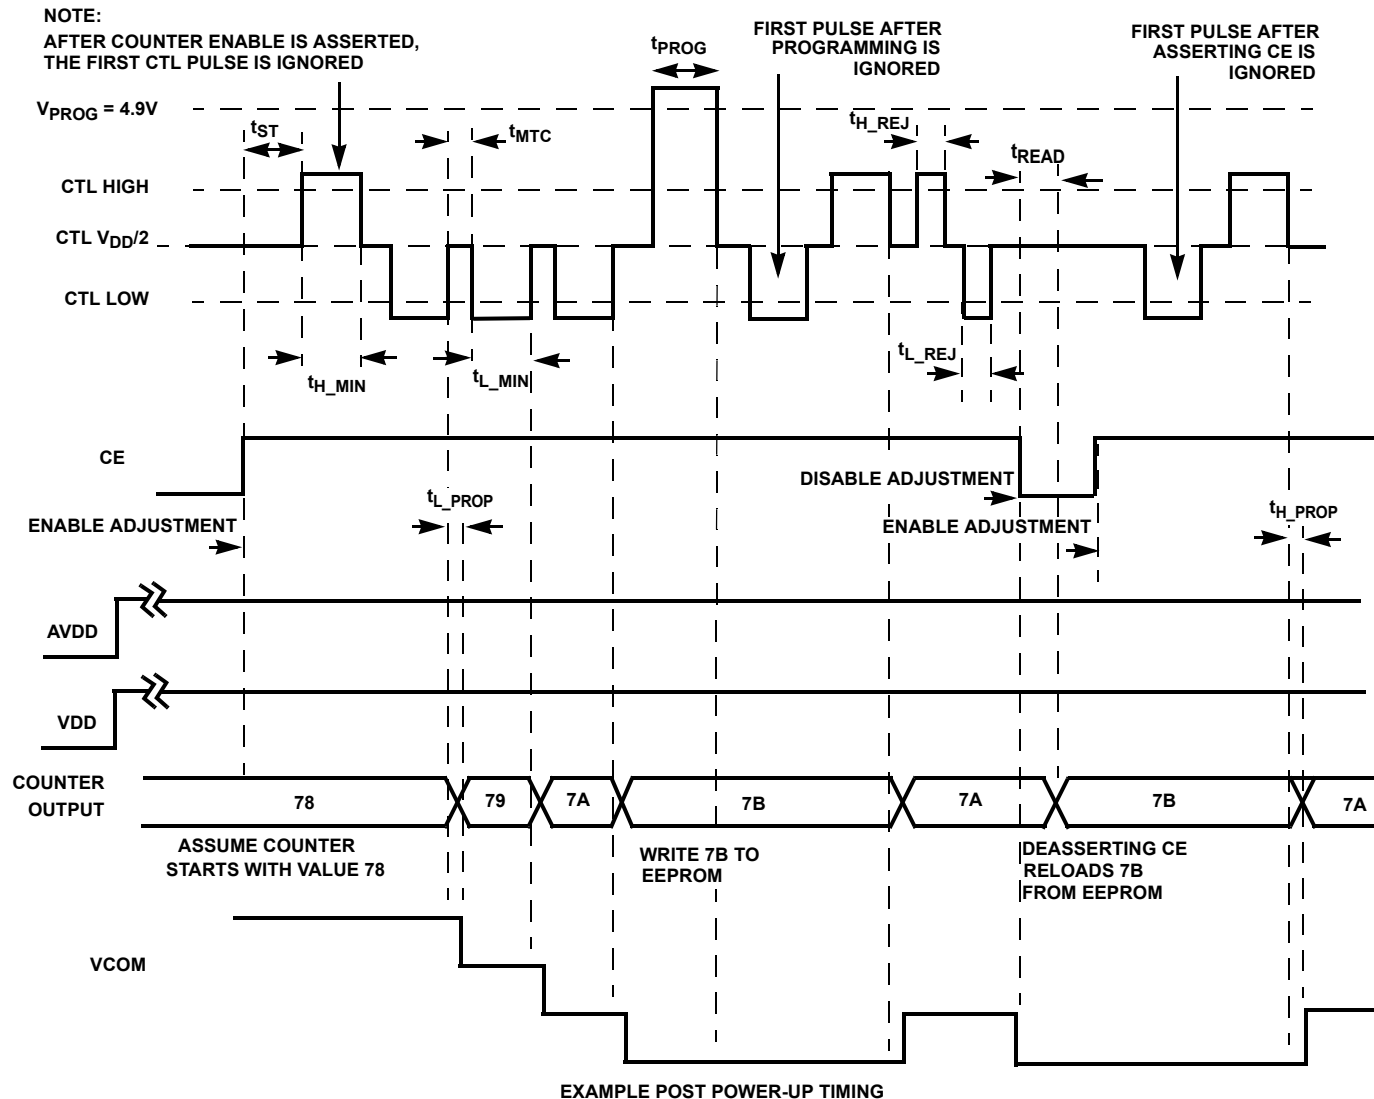 NOTE:
AFTER COUNTER ENABLE IS ASSERTED,
THE FIRST CTL PULSE IS IGNORED
tPROG
FIRST PULSE AFTER
PROGRAMMING IS
IGNORED
FIRST PULSE AFTER
ASSERTING CE IS
IGNORED
VPROG = 4.9V
tST
tMTC
tH_REJ
tREAD
CTL HIGH
CTL VDD/2
CTL LOW
tH_MIN
tL_MIN
tL_REJ
CE
DISABLE ADJUSTMENT
tL_PROP
tH_PROP
ENABLE ADJUSTMENT
ENABLE ADJUSTMENT
AVDD
VDD
COUNTER
OUTPUT
78
79
7A
7B
7A
7B
7A
ASSUME COUNTER
STARTS WITH VALUE 78
WRITE 7B TO
EEPROM
DEASSERTING CE
RELOADS 7B
FROM EEPROM
VCOM
EXAMPLE POST POWER-UP TIMING